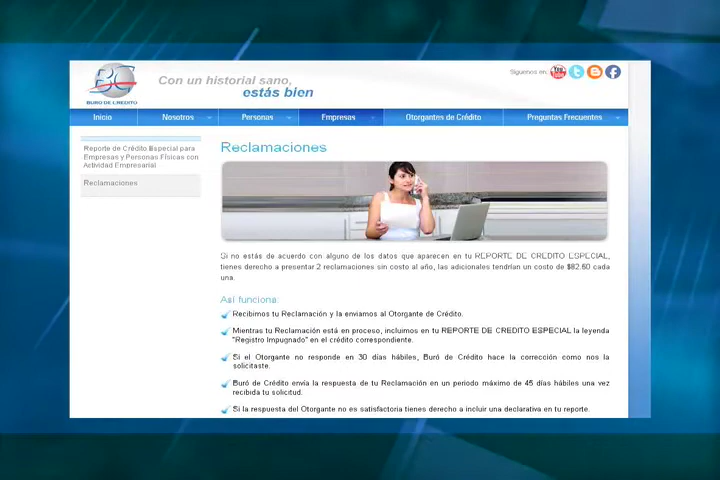 BC
BURÓ DE CRÉDITO
Con un historial sano,
estás bien
Síguenos en:
You Tube
Inicio
Nosotros
Personas
Empresas
Otorgantes de Crédito
Preguntas Frecuentes
Reporte de Crédito Especial para
Empresas y Personas Físicas con
Actividad Empresarial
Reclamaciones
Reclamaciones
Si no estás de acuerdo con alguno de los datos que aparecen en tu REPORTE DE CREDITO ESPECIAL,
tienes derecho a presentar 2 reclamaciones sin costo al año, las adicionales tendrían un costo de $82.60 cada
una.
Así funciona:
Recibimos tu Reclamación y la enviamos al Otorgante de Crédito.
Mientras tu Reclamación está en proceso, incluimos en tu REPORTE DE CREDITO ESPECIAL la leyenda
"Registro Impugnado" en el crédito correspondiente.
Si el Otorgante no responde en 30 días hábiles, Buró de Crédito hace la corrección como nos la
solicitaste.
Buró de Crédito envía la respuesta de tu Reclamación en un periodo máximo de 45 días hábiles una vez
recibida tu solicitud.
Si la respuesta del Otorgante no es satisfactoria tienes derecho a incluir una declarativa en tu reporte.